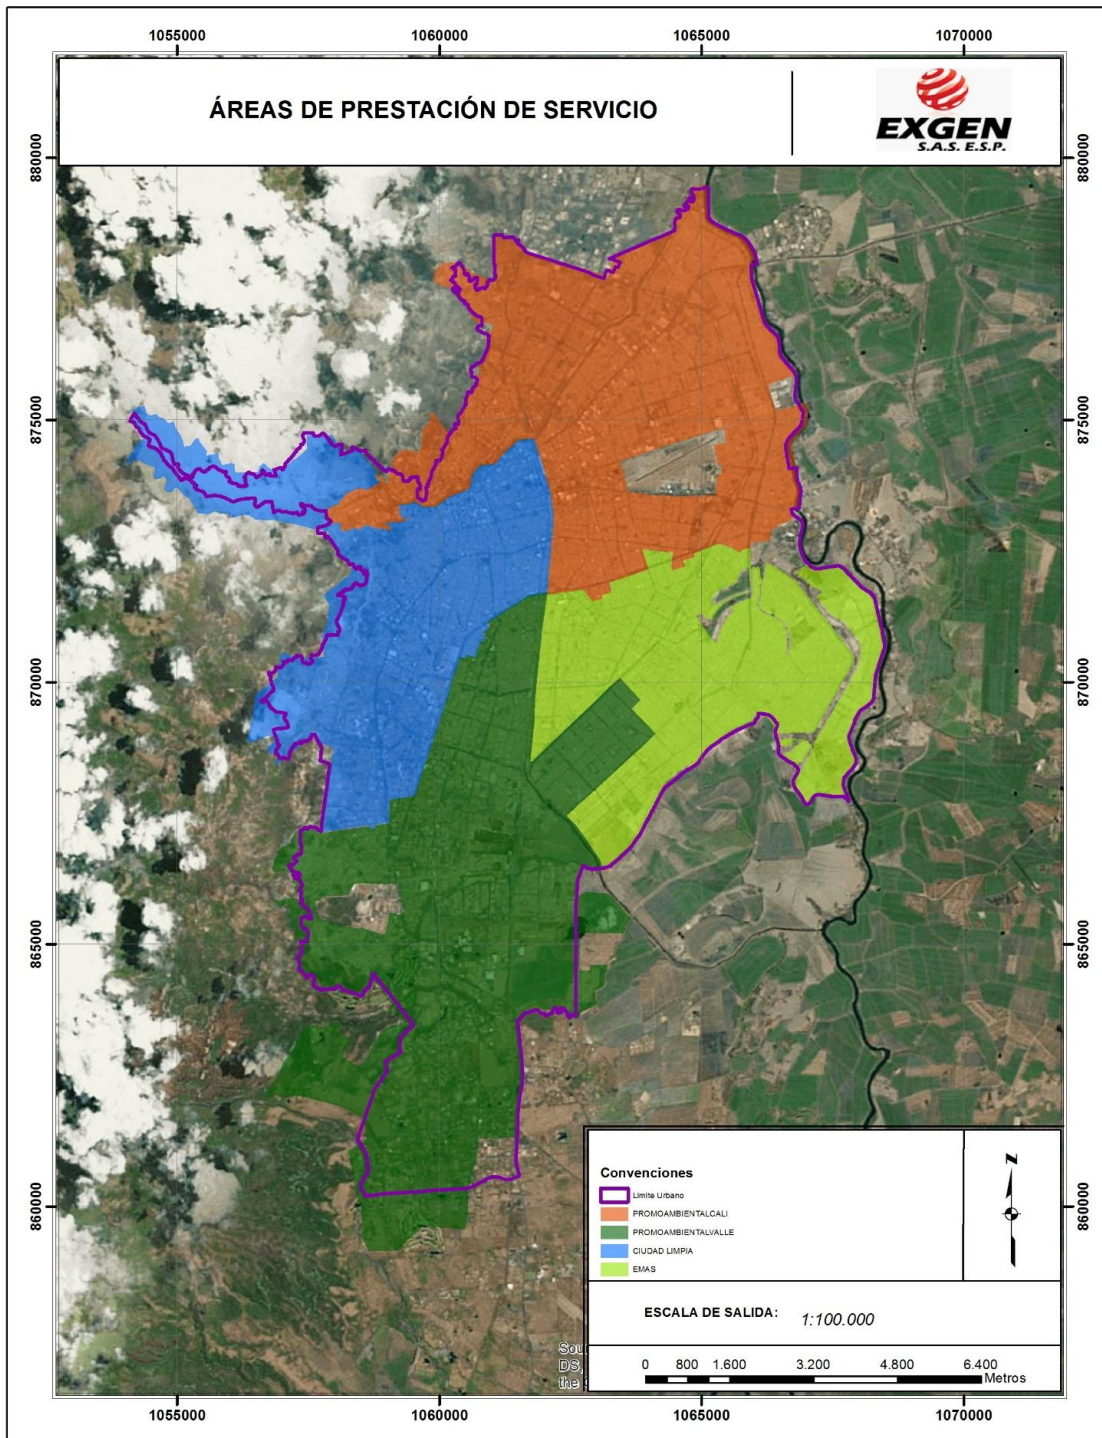 1055000 1060000 1065000 1070000
ÁREAS DE PRESTACIÓN DE SERVICIO
EXGEN
S.A.S. E.S.P.
880000 880000
875000 875000
870000 870000
865000 865000
860000 860000
Convenciones
Limite Urbano
PROMOAMBIENTALCALI
PROMOAMBIENTALVALLE
CIUDAD LIMPIA
EMAS
N
ESCALA DE SALIDA: 1:100.000
0 800 1.600 3.200 4.800 6.400
Metros
DS,
the
1055000 1060000 1065000 1070000